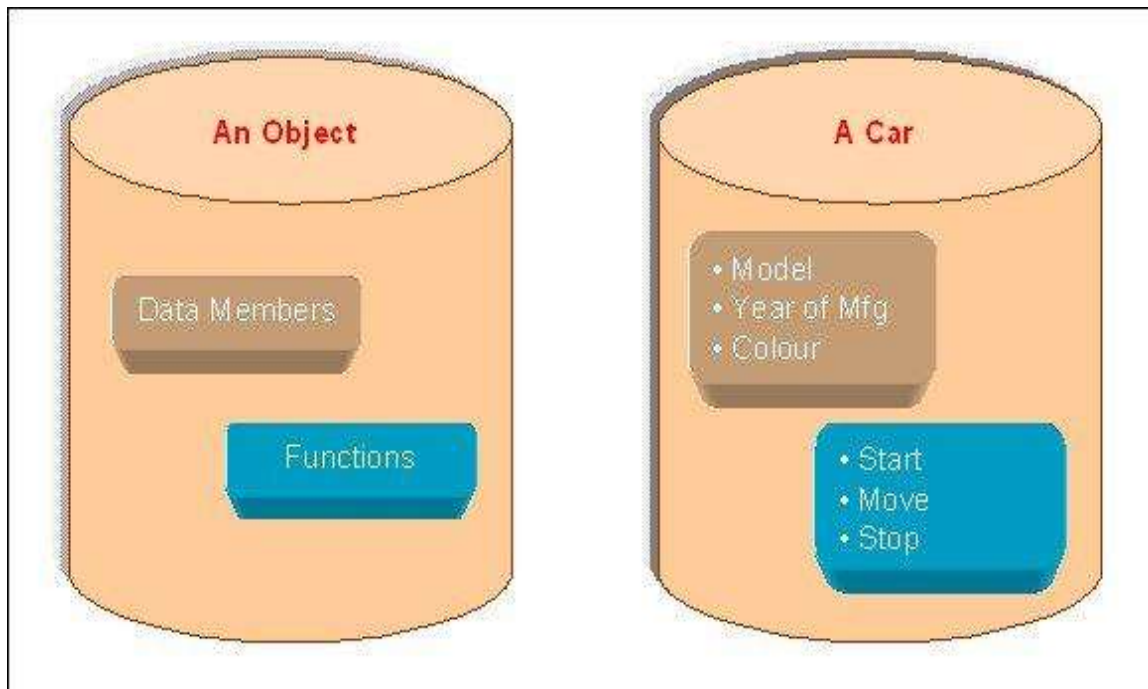 An Object
Data Members
Functions
A Car
• Model
• Year of Mfg
• Colour
• Start
• Move
• Stop